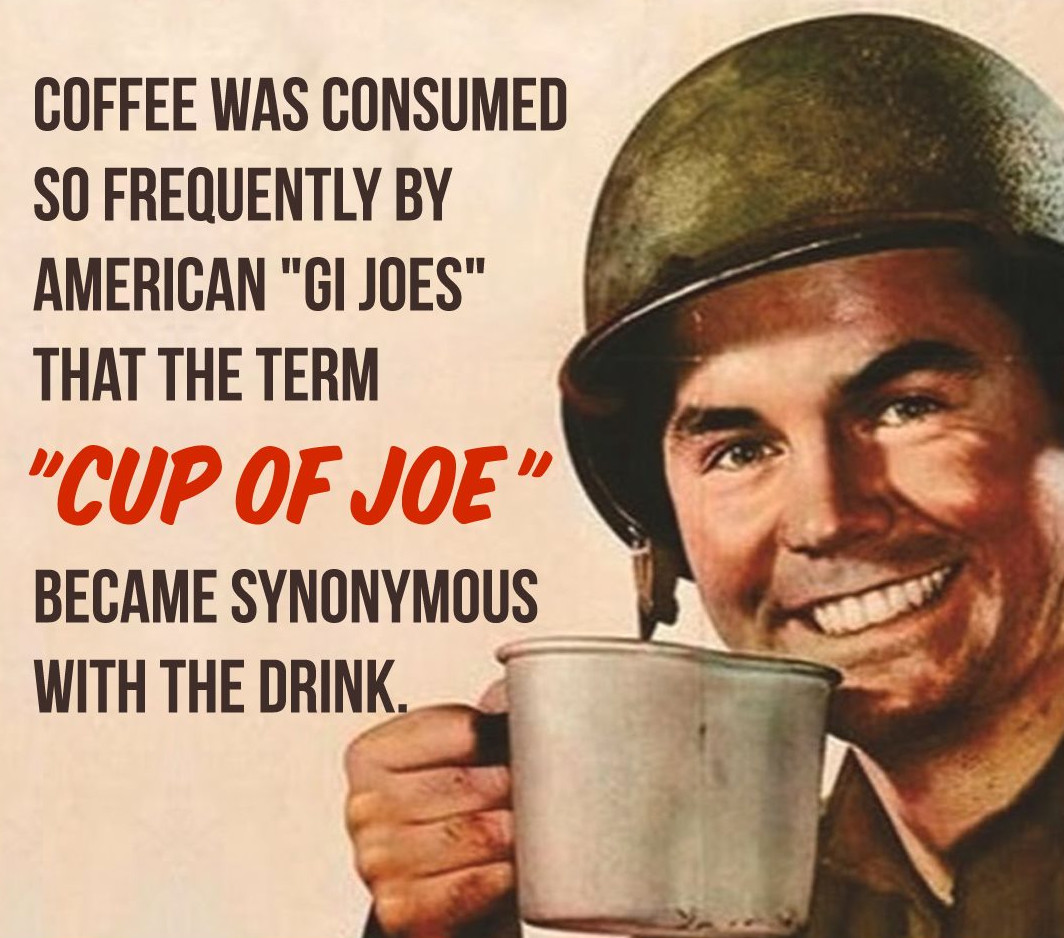 COFFEE WAS CONSUMED
SO FREQUENTLY BY
AMERICAN "GI JOES"
THAT THE TERM
"CUP OF JOE"
BECAME SYNONYMOUS
WITH THE DRINK.